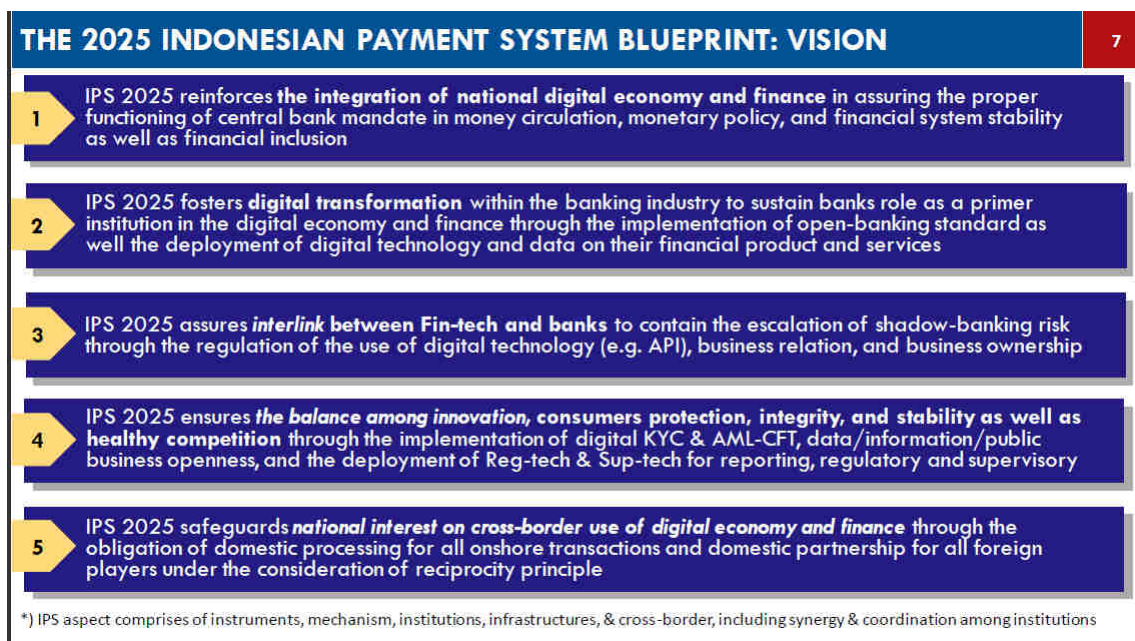 THE 2025 INDONESIAN PAYMENT SYSTEM BLUEPRINT: VISION
7
1
IPS 2025 reinforces the integration of national digital economy and finance in assuring the proper
functioning of central bank mandate in money circulation, monetary policy, and financial system stability
as well as financial inclusion
2
IPS 2025 fosters digital transformation within the banking industry to sustain banks role as a primer
institution in the digital economy and finance through the implementation of open-banking standard as
well the deployment of digital technology and data on their financial product and services
3
IPS 2025 assures interlink between Fin-tech and banks to contain the escalation of shadow-banking risk
through the regulation of the use of digital technology (e.g. API), business relation, and business ownership
4
IPS 2025 ensures the balance among innovation, consumers protection, integrity, and stability as well as
healthy competition through the implementation of digital KYC & AML-CFT, data/information/public
business openness, and the deployment of Reg-tech & Sup-tech for reporting, regulatory and supervisory
5
IPS 2025 safeguards national interest on cross-border use of digital economy and finance through the
obligation of domestic processing for all onshore transactions and domestic partnership for all foreign
players under the consideration of reciprocity principle
*) IPS aspect comprises of instruments, mechanism, institutions, infrastructures, & cross-border, including synergy & coordination among institutions